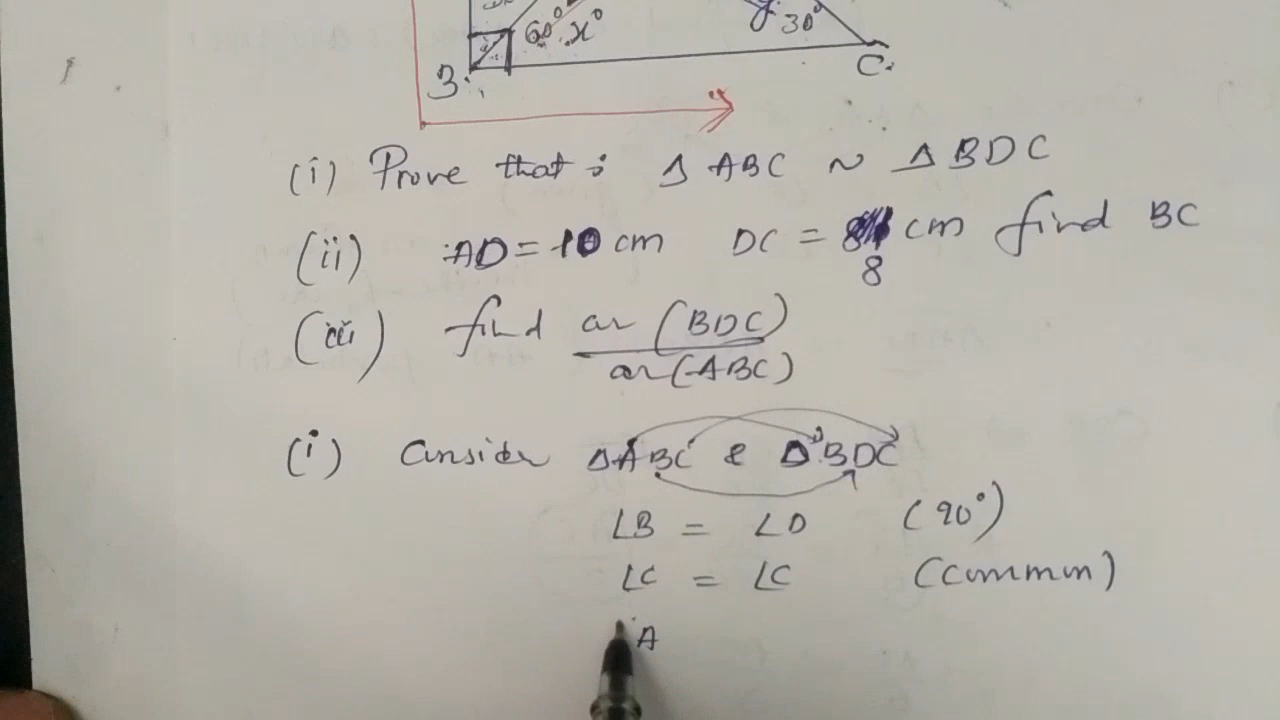 60° x° y 30°
B C
(i) Prove that : Δ ABC ~ Δ BDC
(ii) AD = 10 cm DC = 8 cm find BC
8
(iii) find ar (BDC)
ar (ABC)
(i) Consider ΔABC & ΔBDC
∠B = ∠D (90°)
∠C = ∠C (common)
A